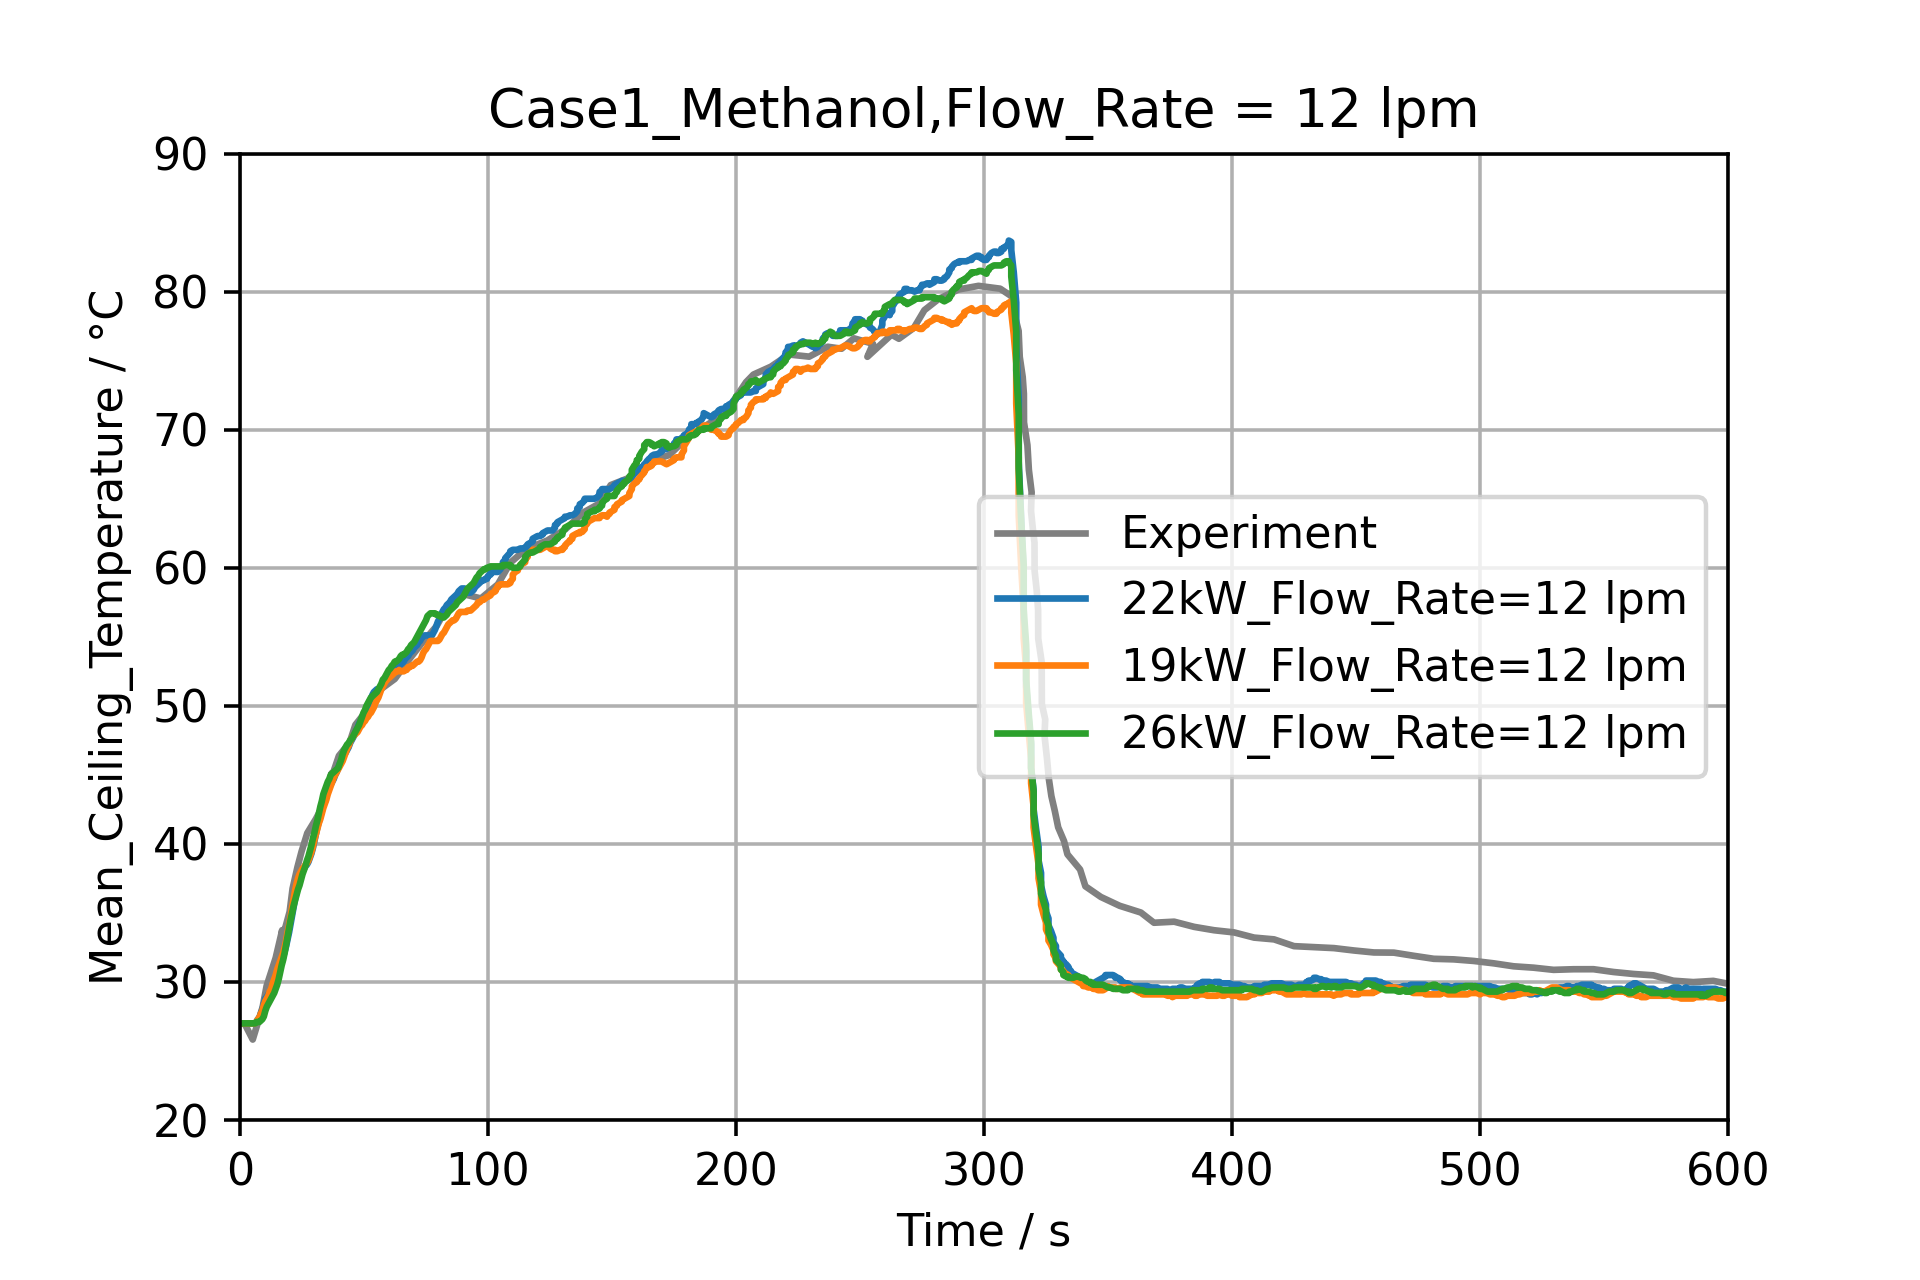 Case1_Methanol,Flow_Rate = 12 lpm
Mean_Ceiling_Temperature / °C
90
80
70
60
50
40
30
20
Experiment
22kW_Flow_Rate=12 lpm
19kW_Flow_Rate=12 lpm
26kW_Flow_Rate=12 lpm
0 100 200 300 400 500 600
Time / s